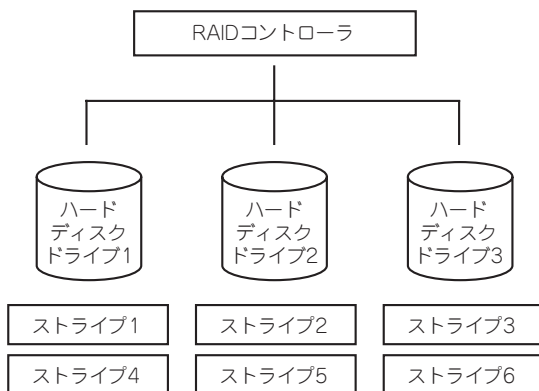 RAIDコントローラ
ハード
ディスク
ドライブ1
ハード
ディスク
ドライブ2
ハード
ディスク
ドライブ3
ストライプ1
ストライプ2
ストライプ3
ストライプ4
ストライプ5
ストライプ6